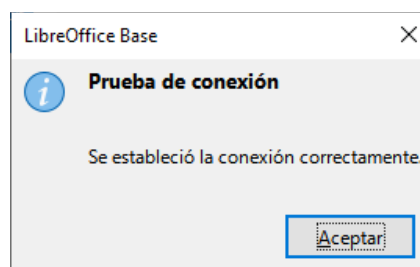 LibreOffice Base
Prueba de conexión
Se estableció la conexión correctamente.
Aceptar